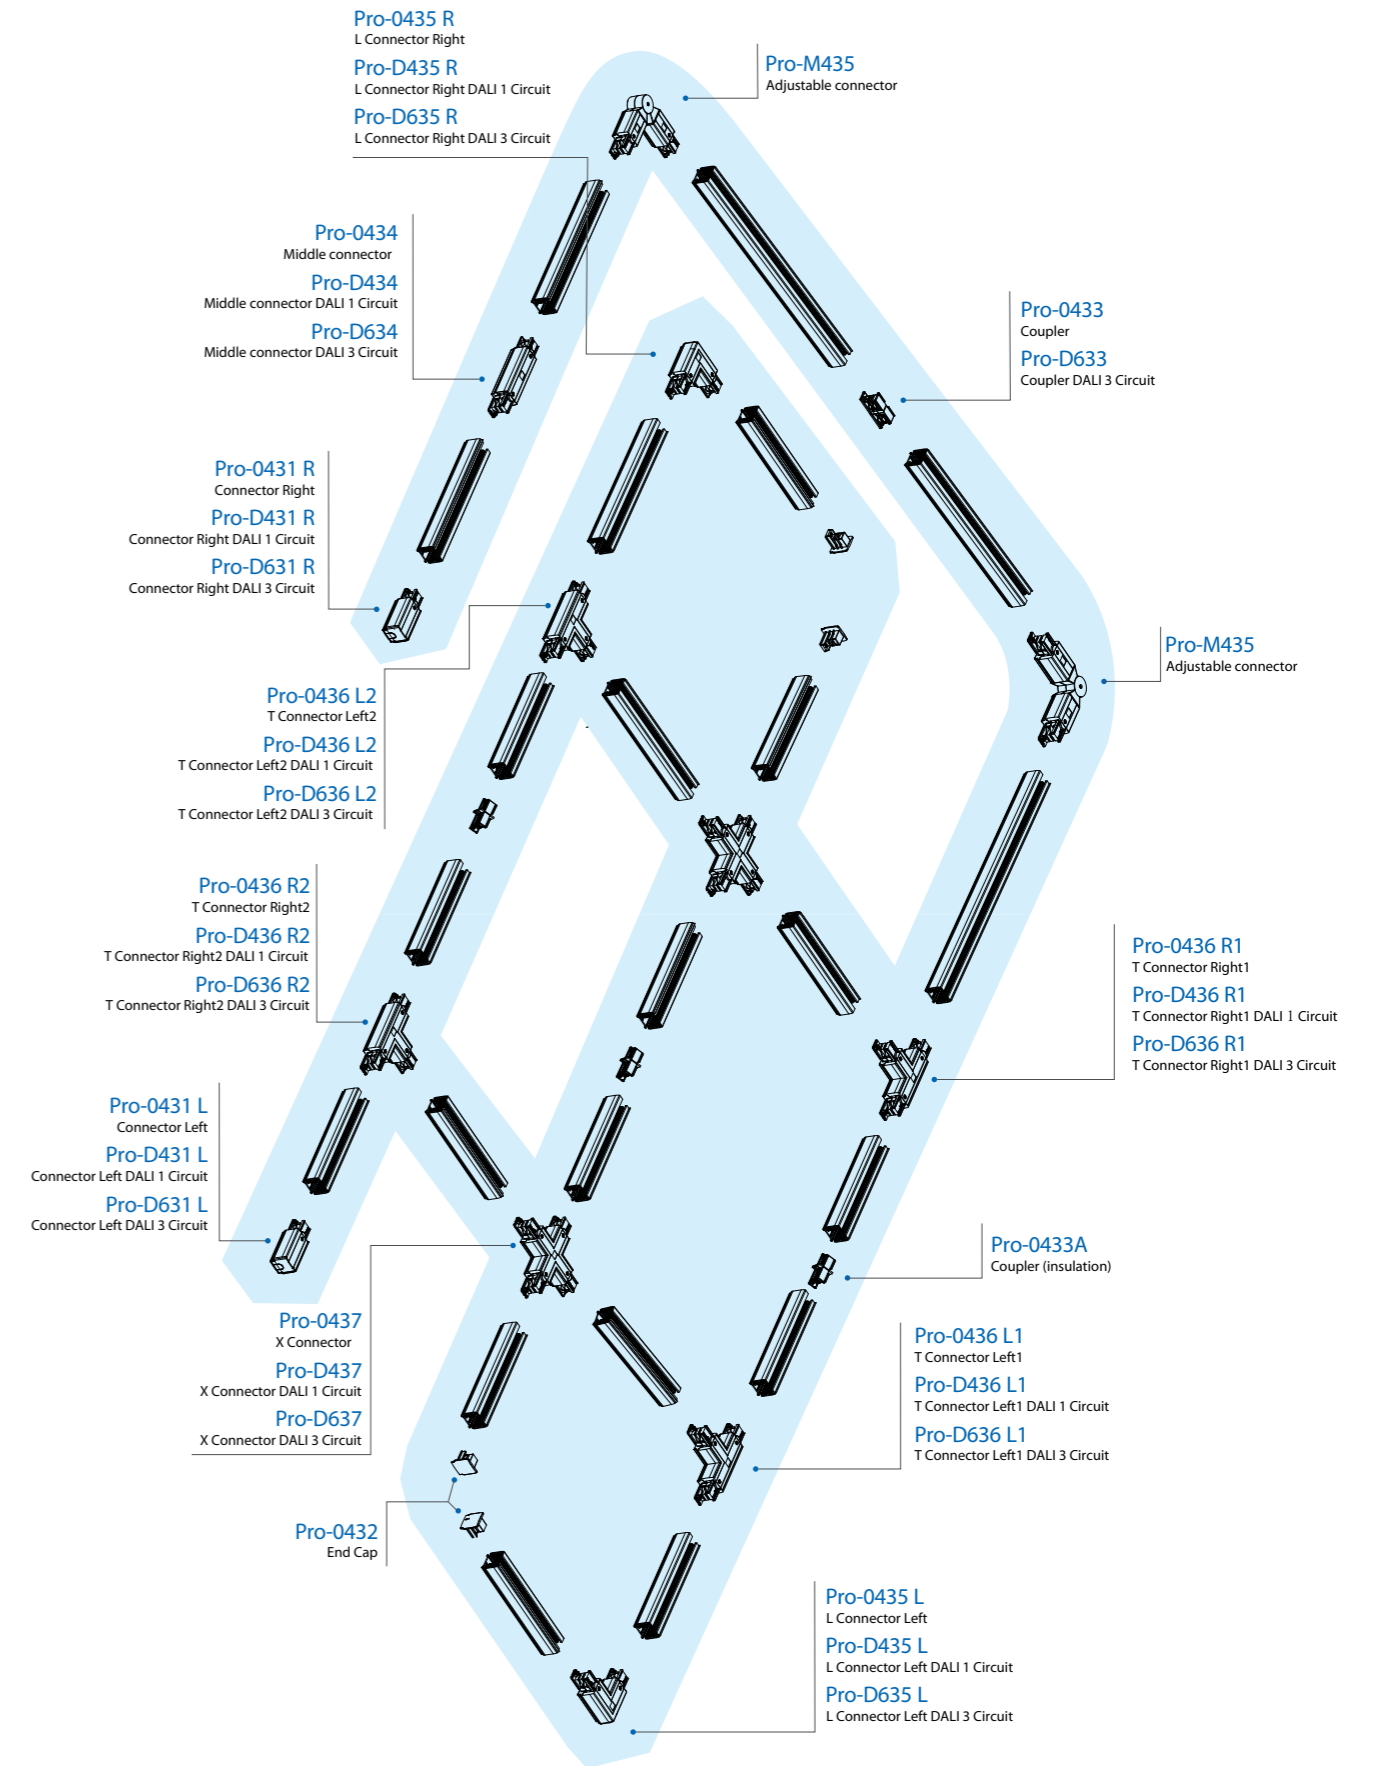 Pro-0435 R
L Connector Right
Pro-D435 R
L Connector Right DALI 1 Circuit
Pro-D635 R
L Connector Right DALI 3 Circuit
Pro-M435
Adjustable connector
Pro-0434
Middle connector
Pro-D434
Middle connector DALI 1 Circuit
Pro-D634
Middle connector DALI 3 Circuit
Pro-0433
Coupler
Pro-D633
Coupler DALI 3 Circuit
Pro-0431 R
Connector Right
Pro-D431 R
Connector Right DALI 1 Circuit
Pro-D631 R
Connector Right DALI 3 Circuit
Pro-M435
Adjustable connector
Pro-0436 L2
T Connector Left2
Pro-D436 L2
T Connector Left2 DALI 1 Circuit
Pro-D636 L2
T Connector Left2 DALI 3 Circuit
Pro-0436 R2
T Connector Right2
Pro-D436 R2
T Connector Right2 DALI 1 Circuit
Pro-D636 R2
T Connector Right2 DALI 3 Circuit
Pro-0436 R1
T Connector Right1
Pro-D436 R1
T Connector Right1 DALI 1 Circuit
Pro-D636 R1
T Connector Right1 DALI 3 Circuit
Pro-0431 L
Connector Left
Pro-D431 L
Connector Left DALI 1 Circuit
Pro-D631 L
Connector Left DALI 3 Circuit
Pro-0433A
Coupler (insulation)
Pro-0437
X Connector
Pro-D437
X Connector DALI 1 Circuit
Pro-D637
X Connector DALI 3 Circuit
Pro-0436 L1
T Connector Left1
Pro-D436 L1
T Connector Left1 DALI 1 Circuit
Pro-D636 L1
T Connector Left1 DALI 3 Circuit
Pro-0432
End Cap
Pro-0435 L
L Connector Left
Pro-D435 L
L Connector Left DALI 1 Circuit
Pro-D635 L
L Connector Left DALI 3 Circuit